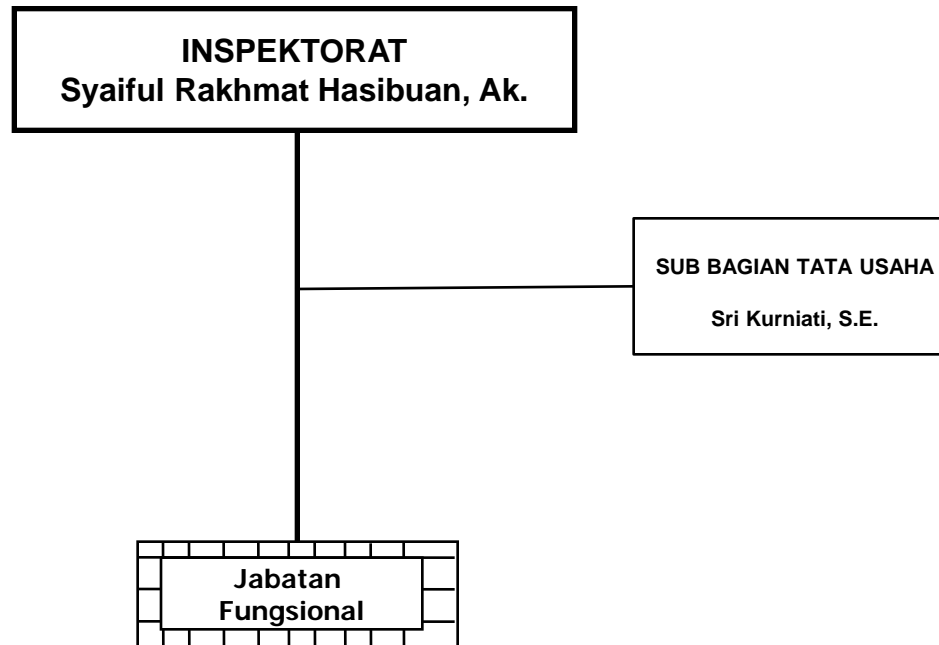 INSPEKTORAT
Syaiful Rakhmat Hasibuan, Ak.
SUB BAGIAN TATA USAHA
Sri Kurniati, S.E.
Jabatan
Fungsional